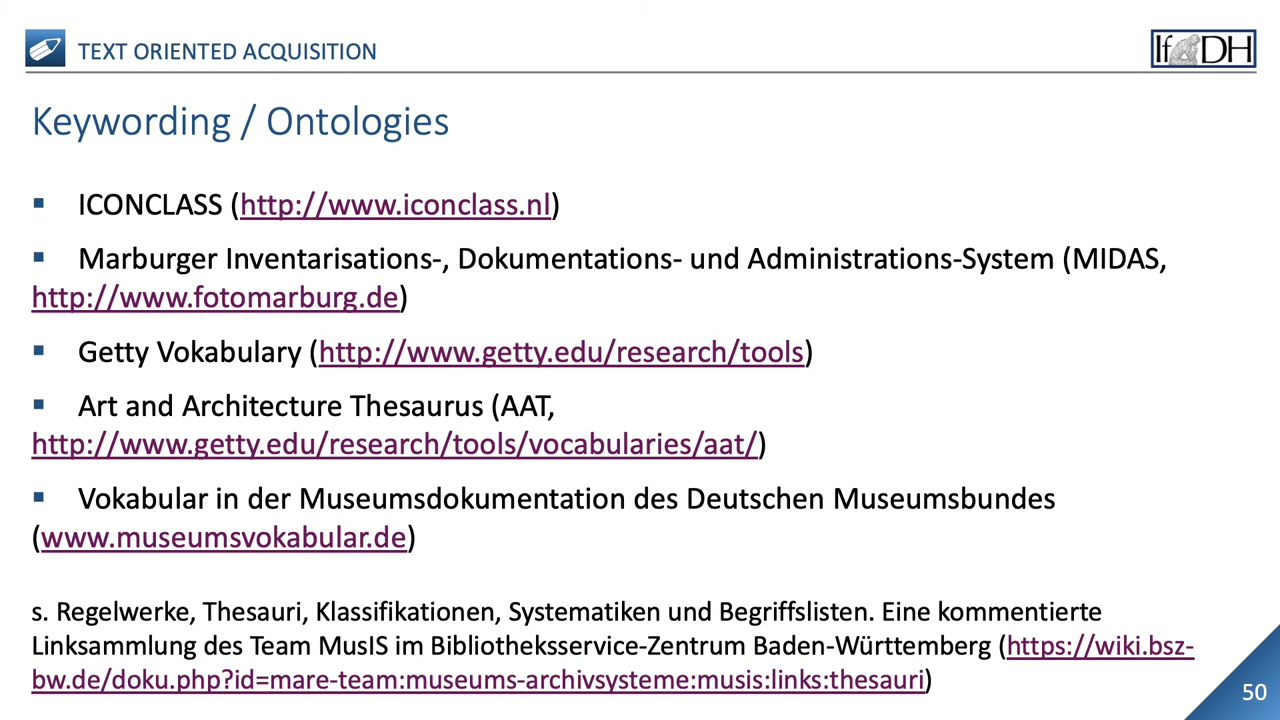 TEXT ORIENTED ACQUISITION
IfDH
Keywording / Ontologies
▪ ICONCLASS (http://www.iconclass.nl)
▪ Marburger Inventarisations-, Dokumentations- und Administrations-System (MIDAS,
http://www.fotomarburg.de)
▪ Getty Vokabulary (http://www.getty.edu/research/tools)
▪ Art and Architecture Thesaurus (AAT,
http://www.getty.edu/research/tools/vocabularies/aat/)
▪ Vokabular in der Museumsdokumentation des Deutschen Museumsbundes
(www.museumsvokabular.de)
s. Regelwerke, Thesauri, Klassifikationen, Systematiken und Begriffslisten. Eine kommentierte
Linksammlung des Team MusIS im Bibliotheksservice-Zentrum Baden-Württemberg (https://wiki.bsz-
bw.de/doku.php?id=mare-team:museums-archivsysteme:musis:links:thesauri)
50